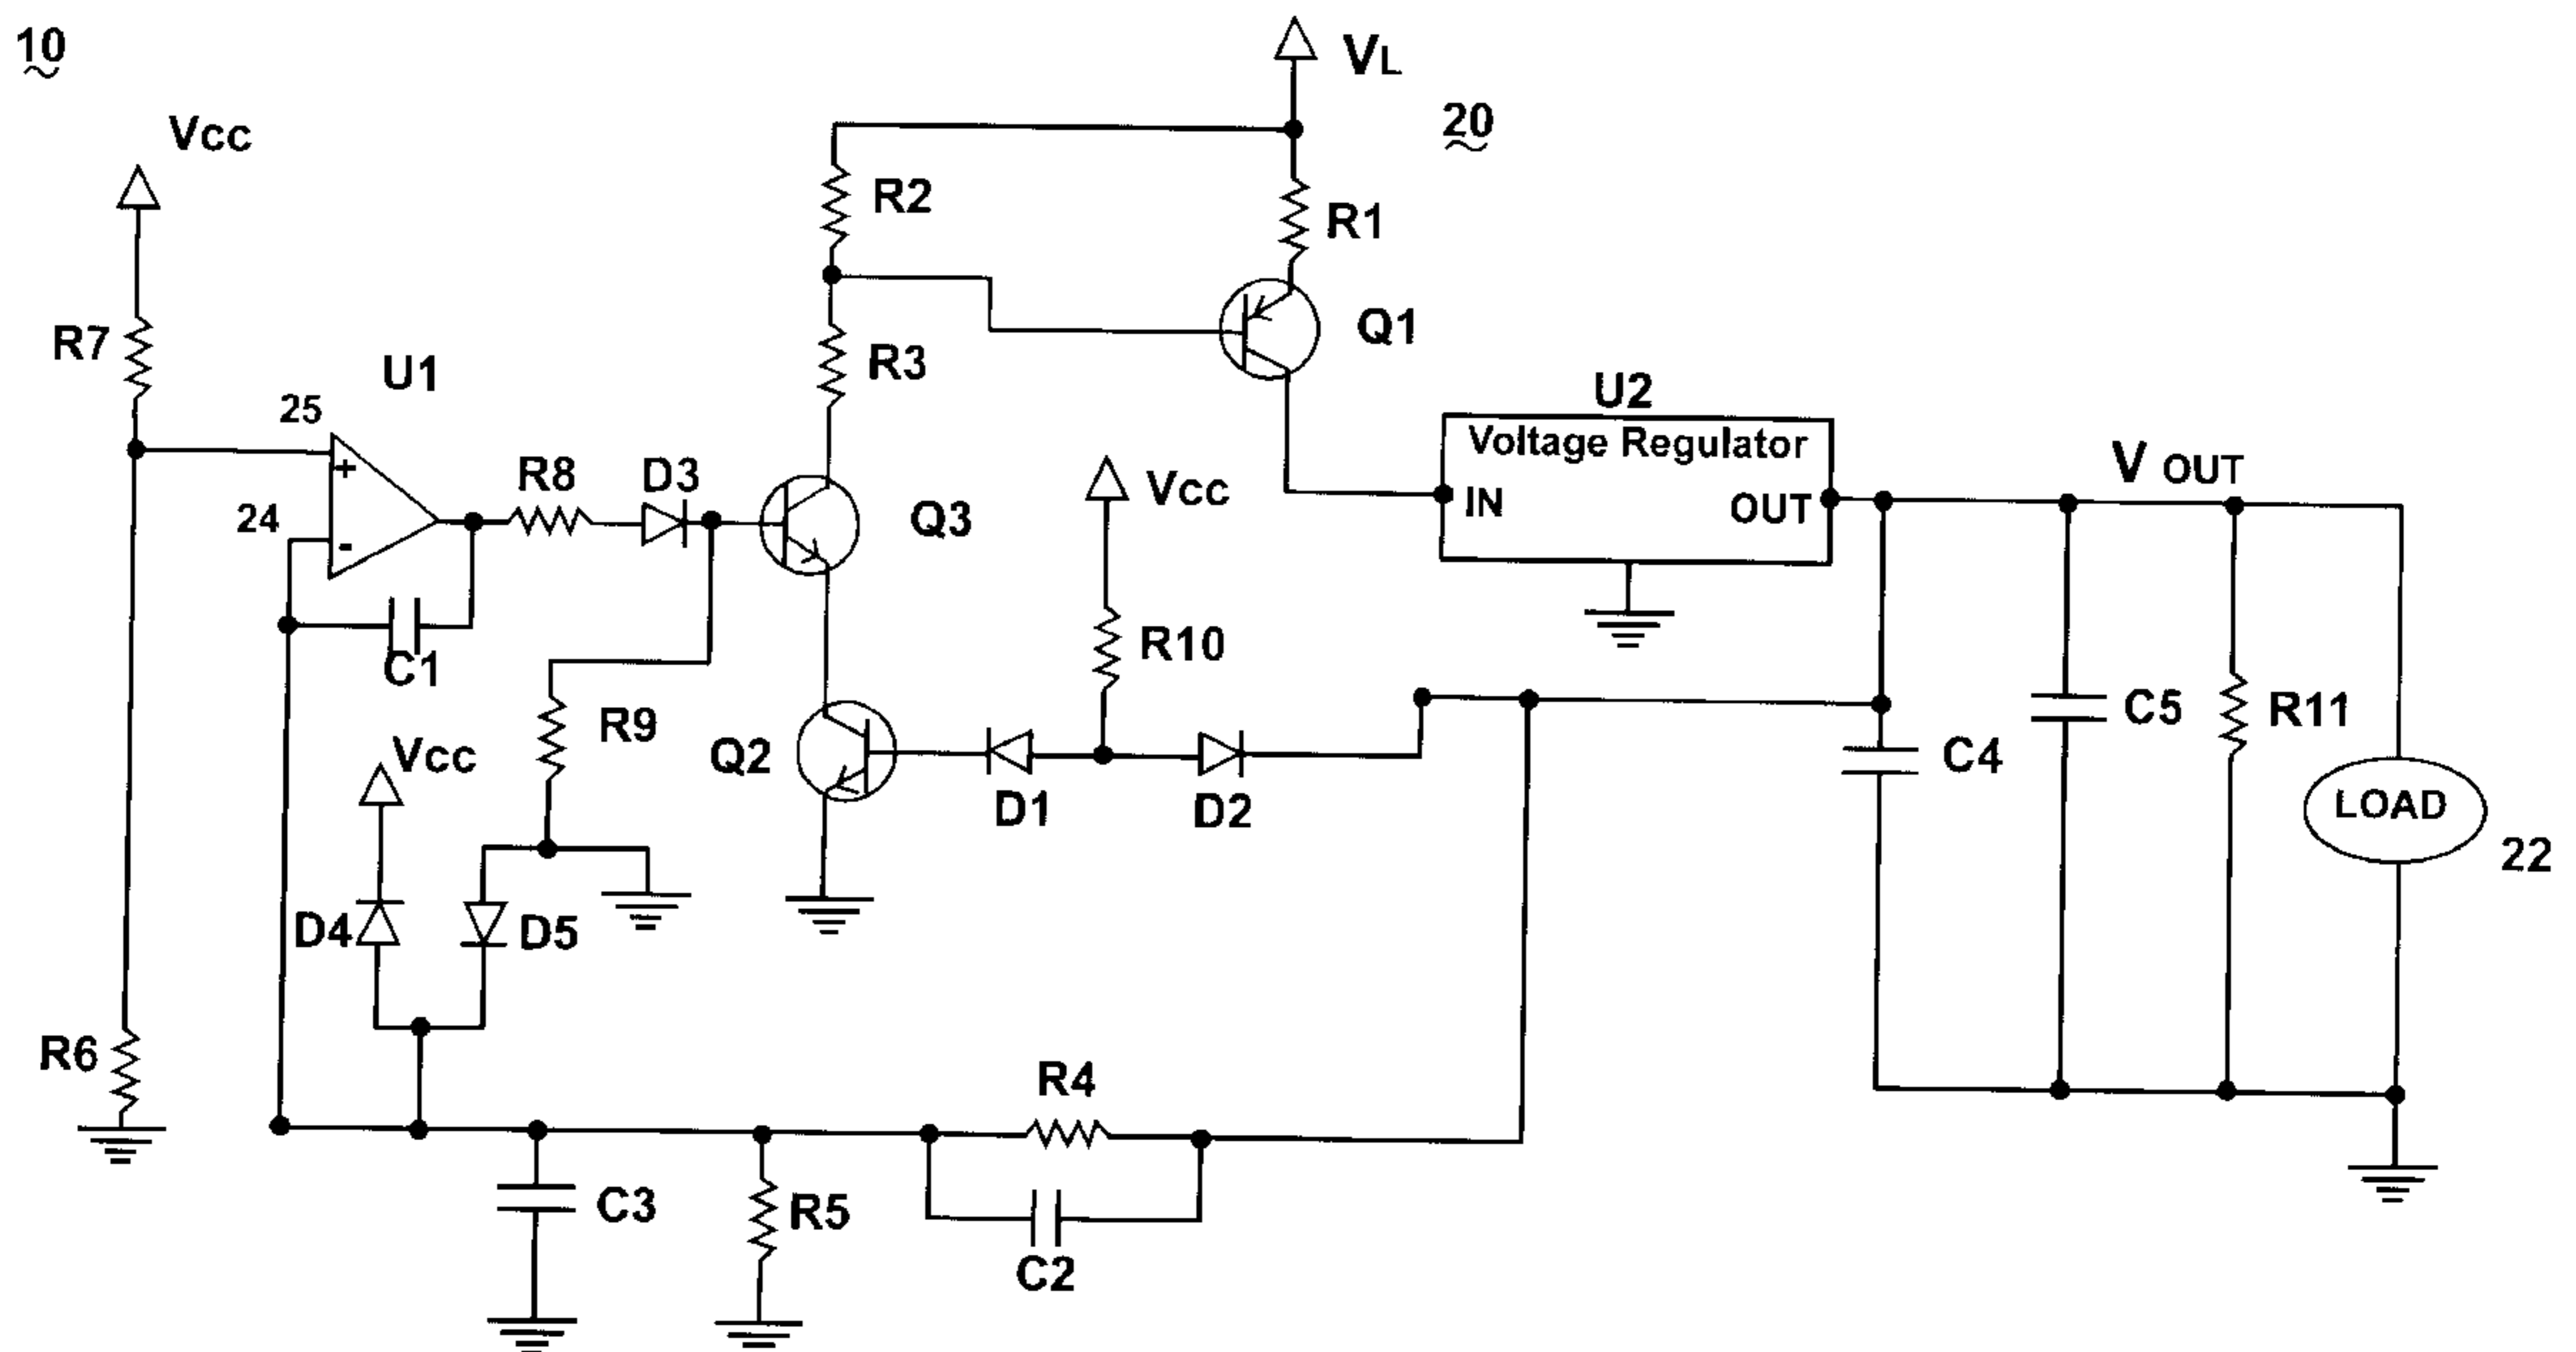 10
VL
20
Vcc
R2
R1
Q1
R7
U1
R3
25
+
U2
Voltage Regulator
IN
OUT
V OUT
R8
D3
Vcc
24
-
Q3
C1
R10
R9
Q2
D1
D2
C5
R11
C4
LOAD
22
Vcc
D4
D5
R6
R4
C3
R5
C2